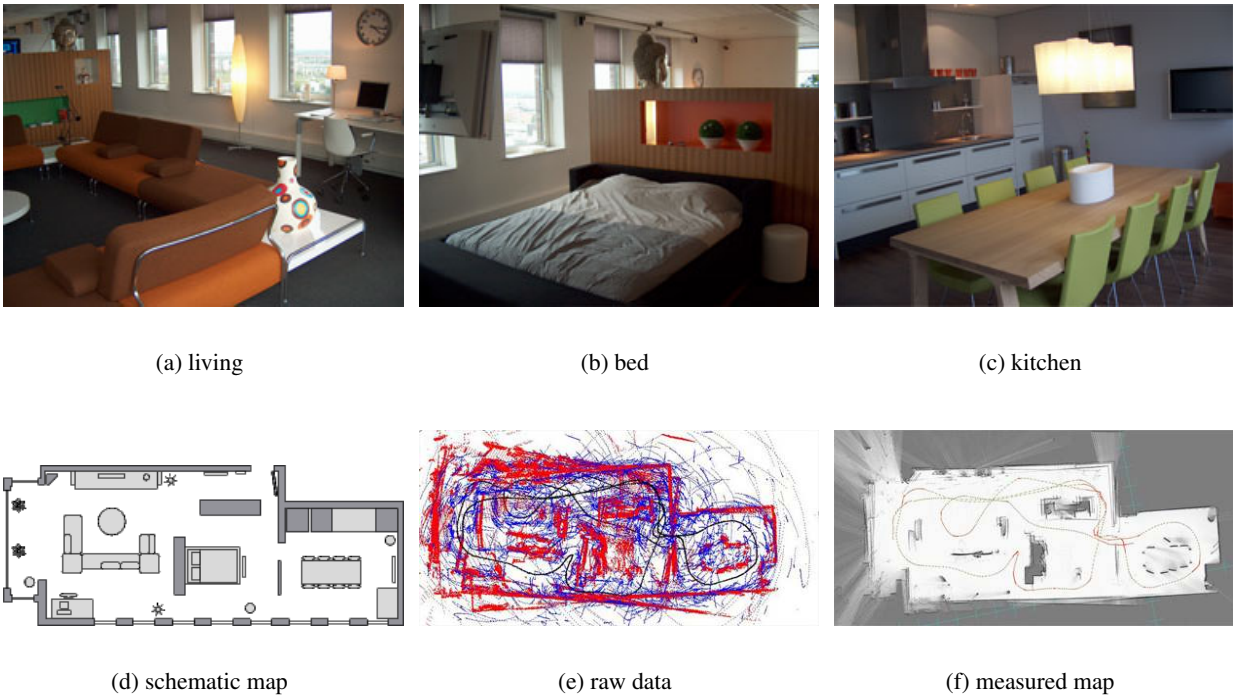 (a) living
(b) bed
(c) kitchen
(d) schematic map
(e) raw data
(f) measured map